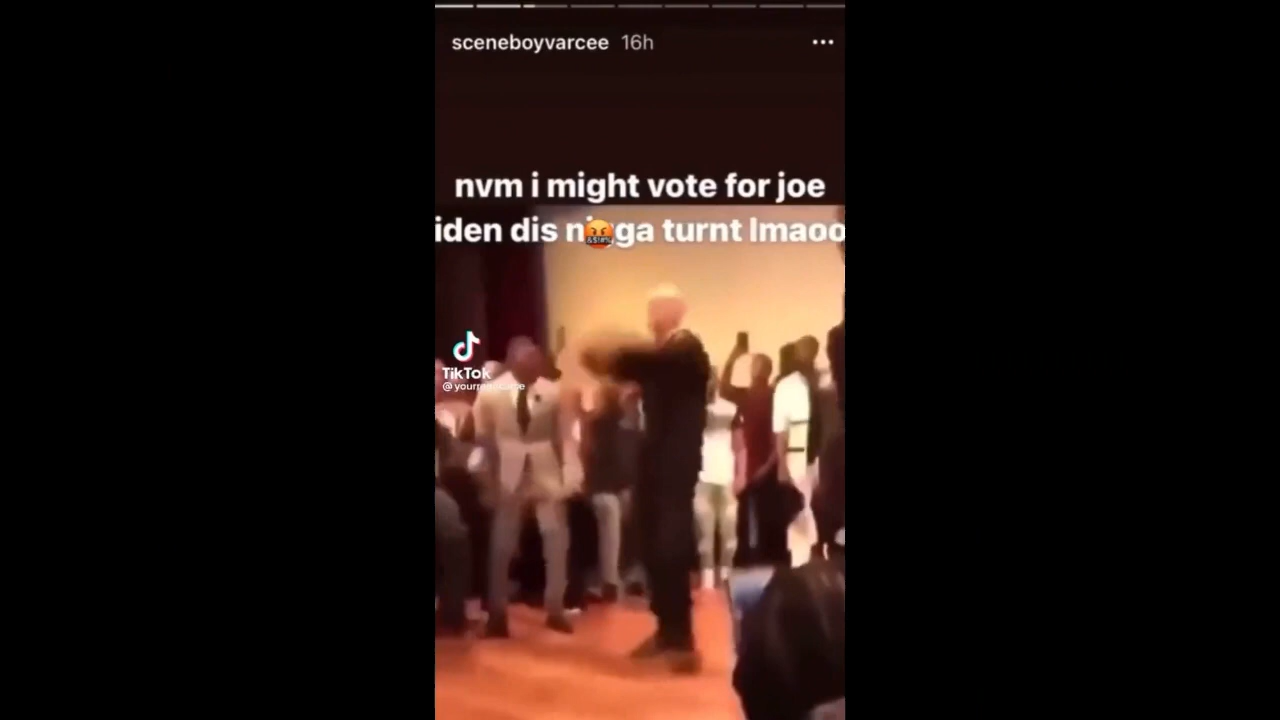 sceneboyvarcee 16h
nvm i might vote for joe
iden dis n🤬ga turnt lmaoo
TikTok